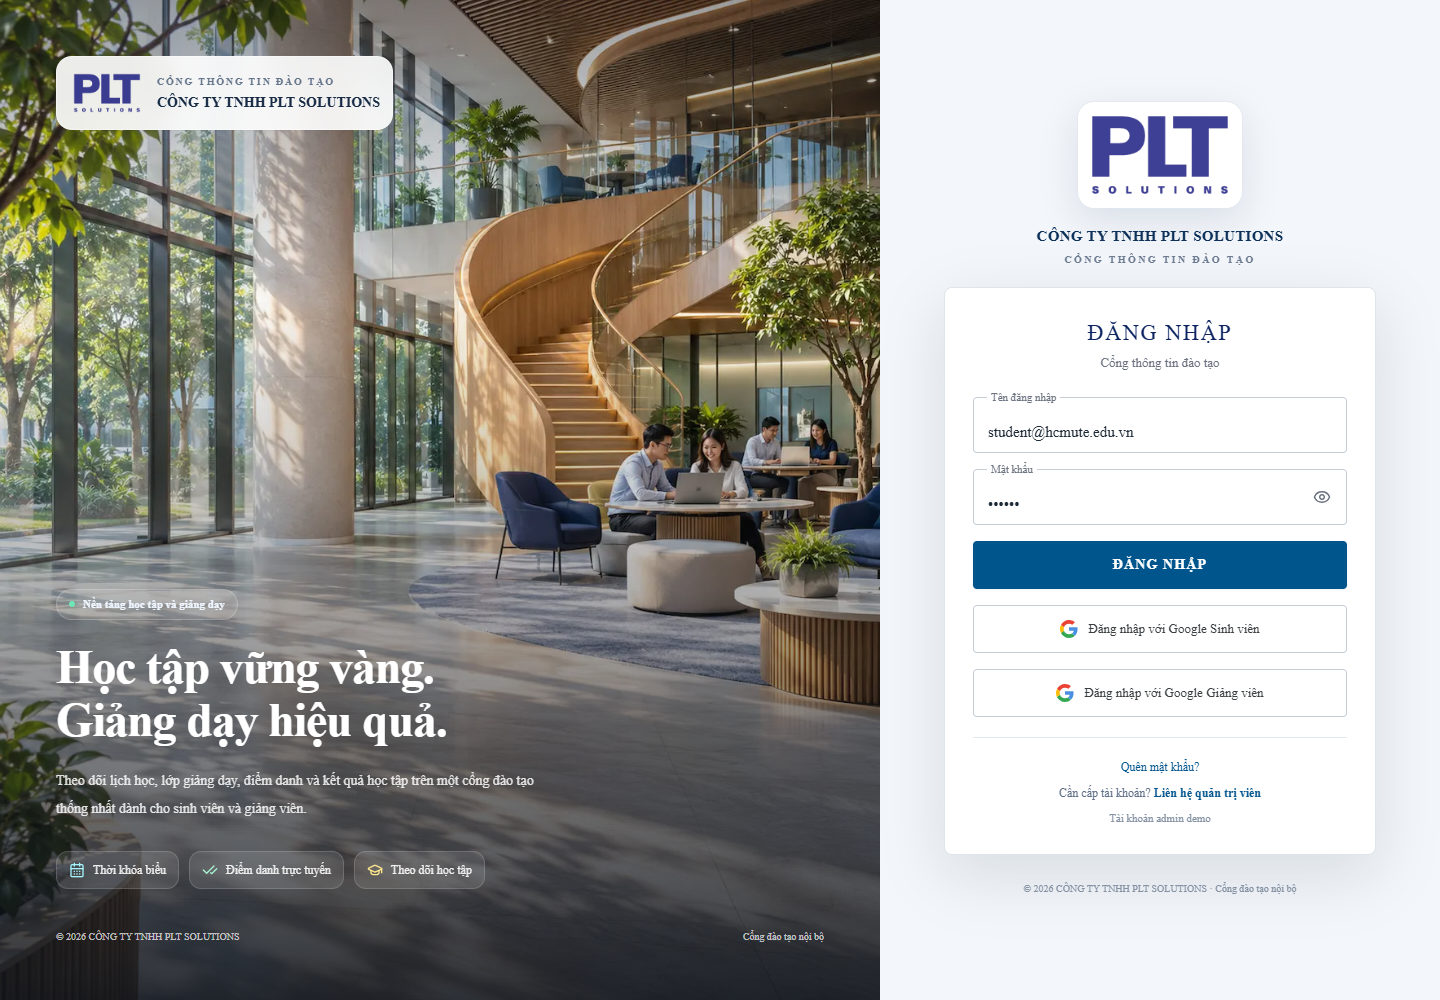 PLT
SOLUTIONS
CỔNG THÔNG TIN ĐÀO TẠO
CÔNG TY TNHH PLT SOLUTIONS
Nền tảng học tập và giảng dạy
Học tập vững vàng.
Giảng dạy hiệu quả.
Theo dõi lịch học, lớp giảng dạy, điểm danh và kết quả học tập trên một cổng đào tạo
thống nhất dành cho sinh viên và giảng viên.
Thời khóa biểu
Điểm danh trực tuyến
Theo dõi học tập
© 2026 CÔNG TY TNHH PLT SOLUTIONS
Cổng đào tạo nội bộ
PLT
SOLUTIONS
CÔNG TY TNHH PLT SOLUTIONS
CỔNG THÔNG TIN ĐÀO TẠO
ĐĂNG NHẬP
Cổng thông tin đào tạo
Tên đăng nhập
student@hcmute.edu.vn
Mật khẩu
••••••
ĐĂNG NHẬP
Đăng nhập với Google Sinh viên
Đăng nhập với Google Giảng viên
Quên mật khẩu?
Cần cấp tài khoản? Liên hệ quản trị viên
Tài khoản admin demo
© 2026 CÔNG TY TNHH PLT SOLUTIONS · Cổng đào tạo nội bộ